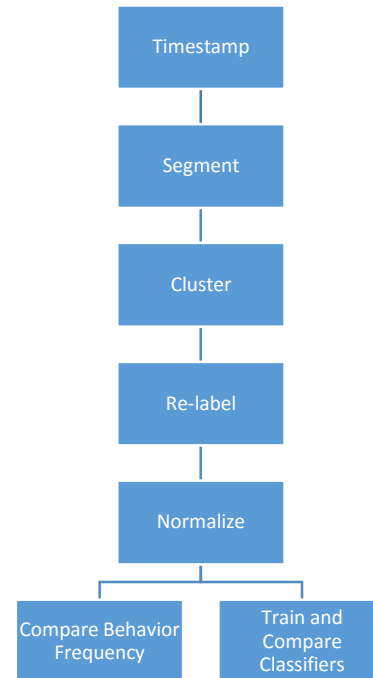 Timestamp
Segment
Cluster
Re-label
Normalize
Compare Behavior
Frequency
Train and
Compare
Classifiers